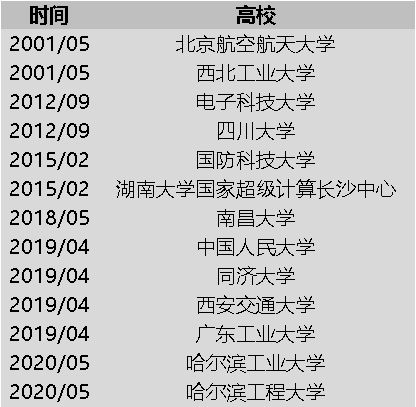 时间 高校
2001/05 北京航空航天大学
2001/05 西北工业大学
2012/09 电子科技大学
2012/09 四川大学
2015/02 国防科技大学
2015/02 湖南大学国家超级计算长沙中心
2018/05 南昌大学
2019/04 中国人民大学
2019/04 同济大学
2019/04 西安交通大学
2019/04 广东工业大学
2020/05 哈尔滨工业大学
2020/05 哈尔滨工程大学